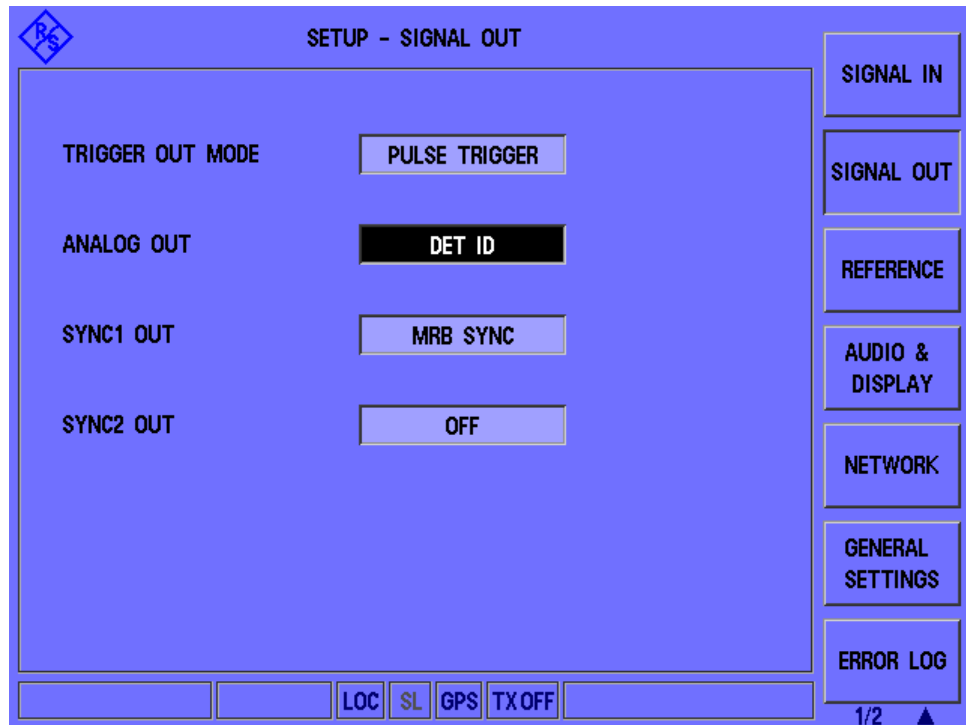 R&S
SETUP - SIGNAL OUT
TRIGGER OUT MODE PULSE TRIGGER
ANALOG OUT DET ID
SYNC1 OUT MRB SYNC
SYNC2 OUT OFF
SIGNAL IN
SIGNAL OUT
REFERENCE
AUDIO &
DISPLAY
NETWORK
GENERAL
SETTINGS
ERROR LOG
LOC SL GPS TX OFF
1/2